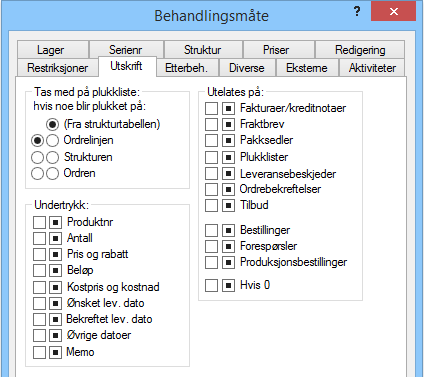 Behandlingsmåte
?
Lager Serienr Struktur Priser Redigering
Restriksjoner Utskrift Etterbeh. Diverse Eksterne Aktiviteter
Tas med på plukkliste:
hvis noe blir plukket på:
(Fra strukturtabellen)
Ordrelinjen
Strukturen
Ordren
Undertrykk:
Produktnr
Antall
Pris og rabatt
Beløp
Kostpris og kostnad
Ønsket lev. dato
Bekreftet lev. dato
Øvrige datoer
Memo
Utelates på:
Fakturaer/kreditnotaer
Fraktbrev
Pakksedler
Plukklister
Leveransebeskjeder
Ordrebekreftelser
Tilbud
Bestillinger
Forespørsler
Produksjonsbestillinger
Hvis 0